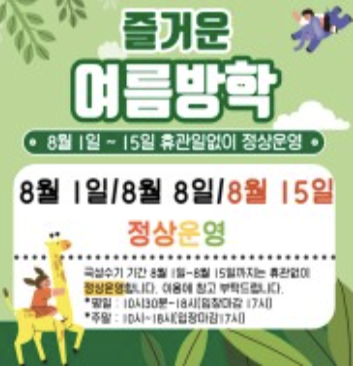 즐거운
여름방학
• 8월 1일 ~ 15일 휴관일없이 정상운영 •
8월 1일/8월 8일/8월 15일
정상운영
극성수기 기간 8월 1일~8월 15일까지는 휴관없이
정상운영합니다. 이용에 참고 부탁드립니다.
*평일 : 10시30분~18시(입장마감 17시)
*주말 : 10시~18시(입장마감17시)